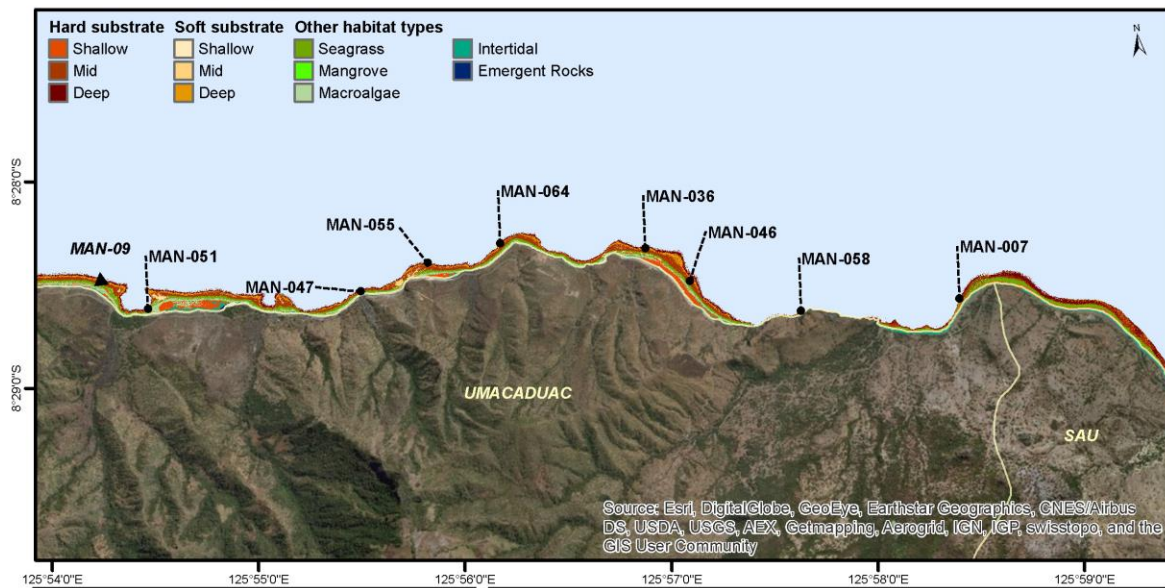 Hard substrate Soft substrate Other habitat types
Shallow Shallow Seagrass Intertidal
Mid Mid Mangrove Emergent Rocks
Deep Deep Macroalgae
N
8°28'0"S
MAN-064
MAN-036
MAN-055
MAN-046
MAN-09
MAN-051
MAN-007
MAN-058
MAN-047
8°29'0"S
UMACADUAC
SAU
Source: Esri, DigitalGlobe, GeoEye, Earthstar Geographics, CNES/Airbus
DS, USDA, USGS, AEX, Getmapping, Aerogrid, IGN, IGP, swisstopo, and the
GIS User Community
125°54'0"E 125°55'0"E 125°56'0"E 125°57'0"E 125°58'0"E 125°59'0"E